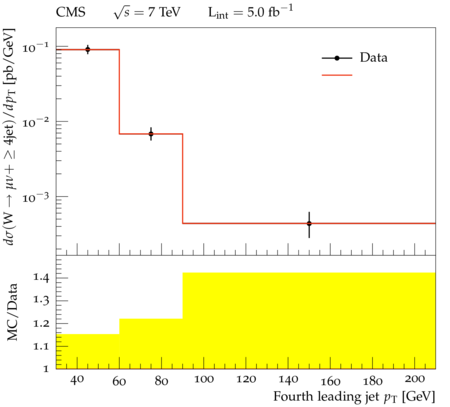 CMS √s = 7 TeV L_int = 5.0 fb⁻¹
dσ(W → μν+ ≥ 4jet)/dp_T [pb/GeV]
10⁻¹
10⁻²
10⁻³
Data
MC/Data
1.4
1.3
1.2
1.1
1
40 60 80 100 120 140 160 180 200
Fourth leading jet p_T [GeV]